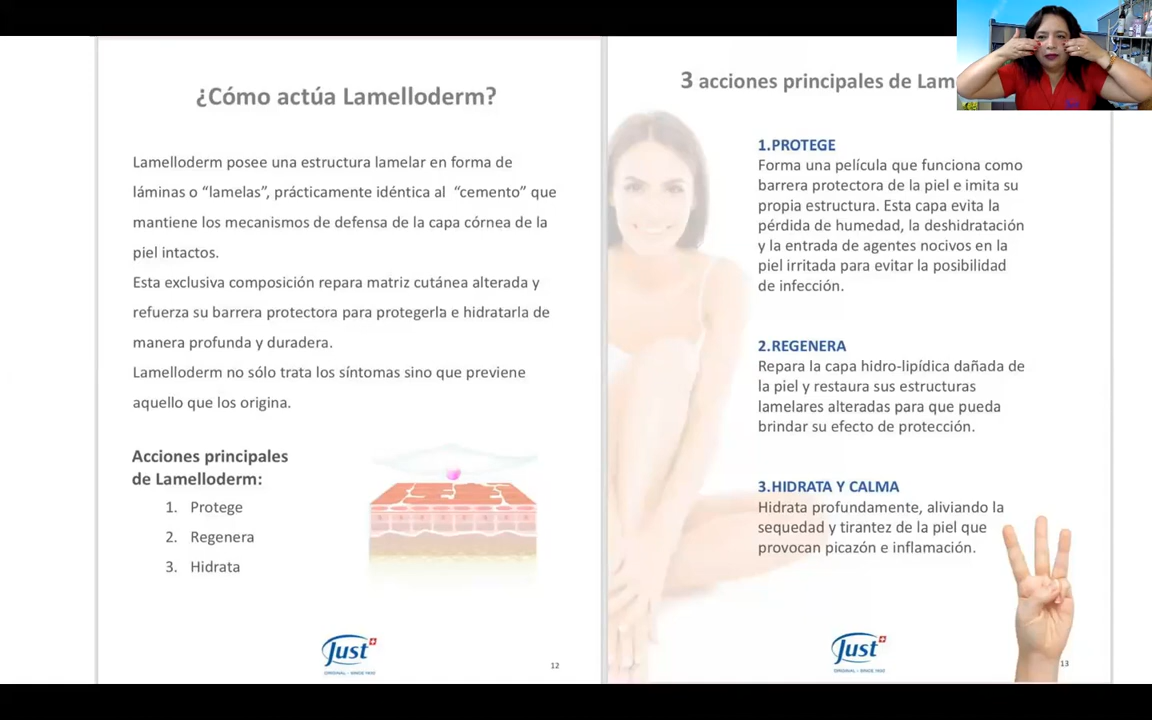 ¿Cómo actúa Lamelloderm?
Lamelloderm posee una estructura lamelar en forma de
láminas o “lamelas”, prácticamente idéntica al “cemento” que
mantiene los mecanismos de defensa de la capa córnea de la
piel intactos.
Esta exclusiva composición repara matriz cutánea alterada y
refuerza su barrera protectora para protegerla e hidratarla de
manera profunda y duradera.
Lamelloderm no sólo trata los síntomas sino que previene
aquello que los origina.
Acciones principales
de Lamelloderm:
1. Protege
2. Regenera
3. Hidrata
Just
ORIGINAL - SINCE 1930
12
3 acciones principales de Lam
1.PROTEGE
Forma una película que funciona como
barrera protectora de la piel e imita su
propia estructura. Esta capa evita la
pérdida de humedad, la deshidratación
y la entrada de agentes nocivos en la
piel irritada para evitar la posibilidad
de infección.
2.REGENERA
Repara la capa hidro-lipídica dañada de
la piel y restaura sus estructuras
lamelares alteradas para que pueda
brindar su efecto de protección.
3.HIDRATA Y CALMA
Hidrata profundamente, aliviando la
sequedad y tirantez de la piel que
provocan picazón e inflamación.
Just
ORIGINAL - SINCE 1930
13